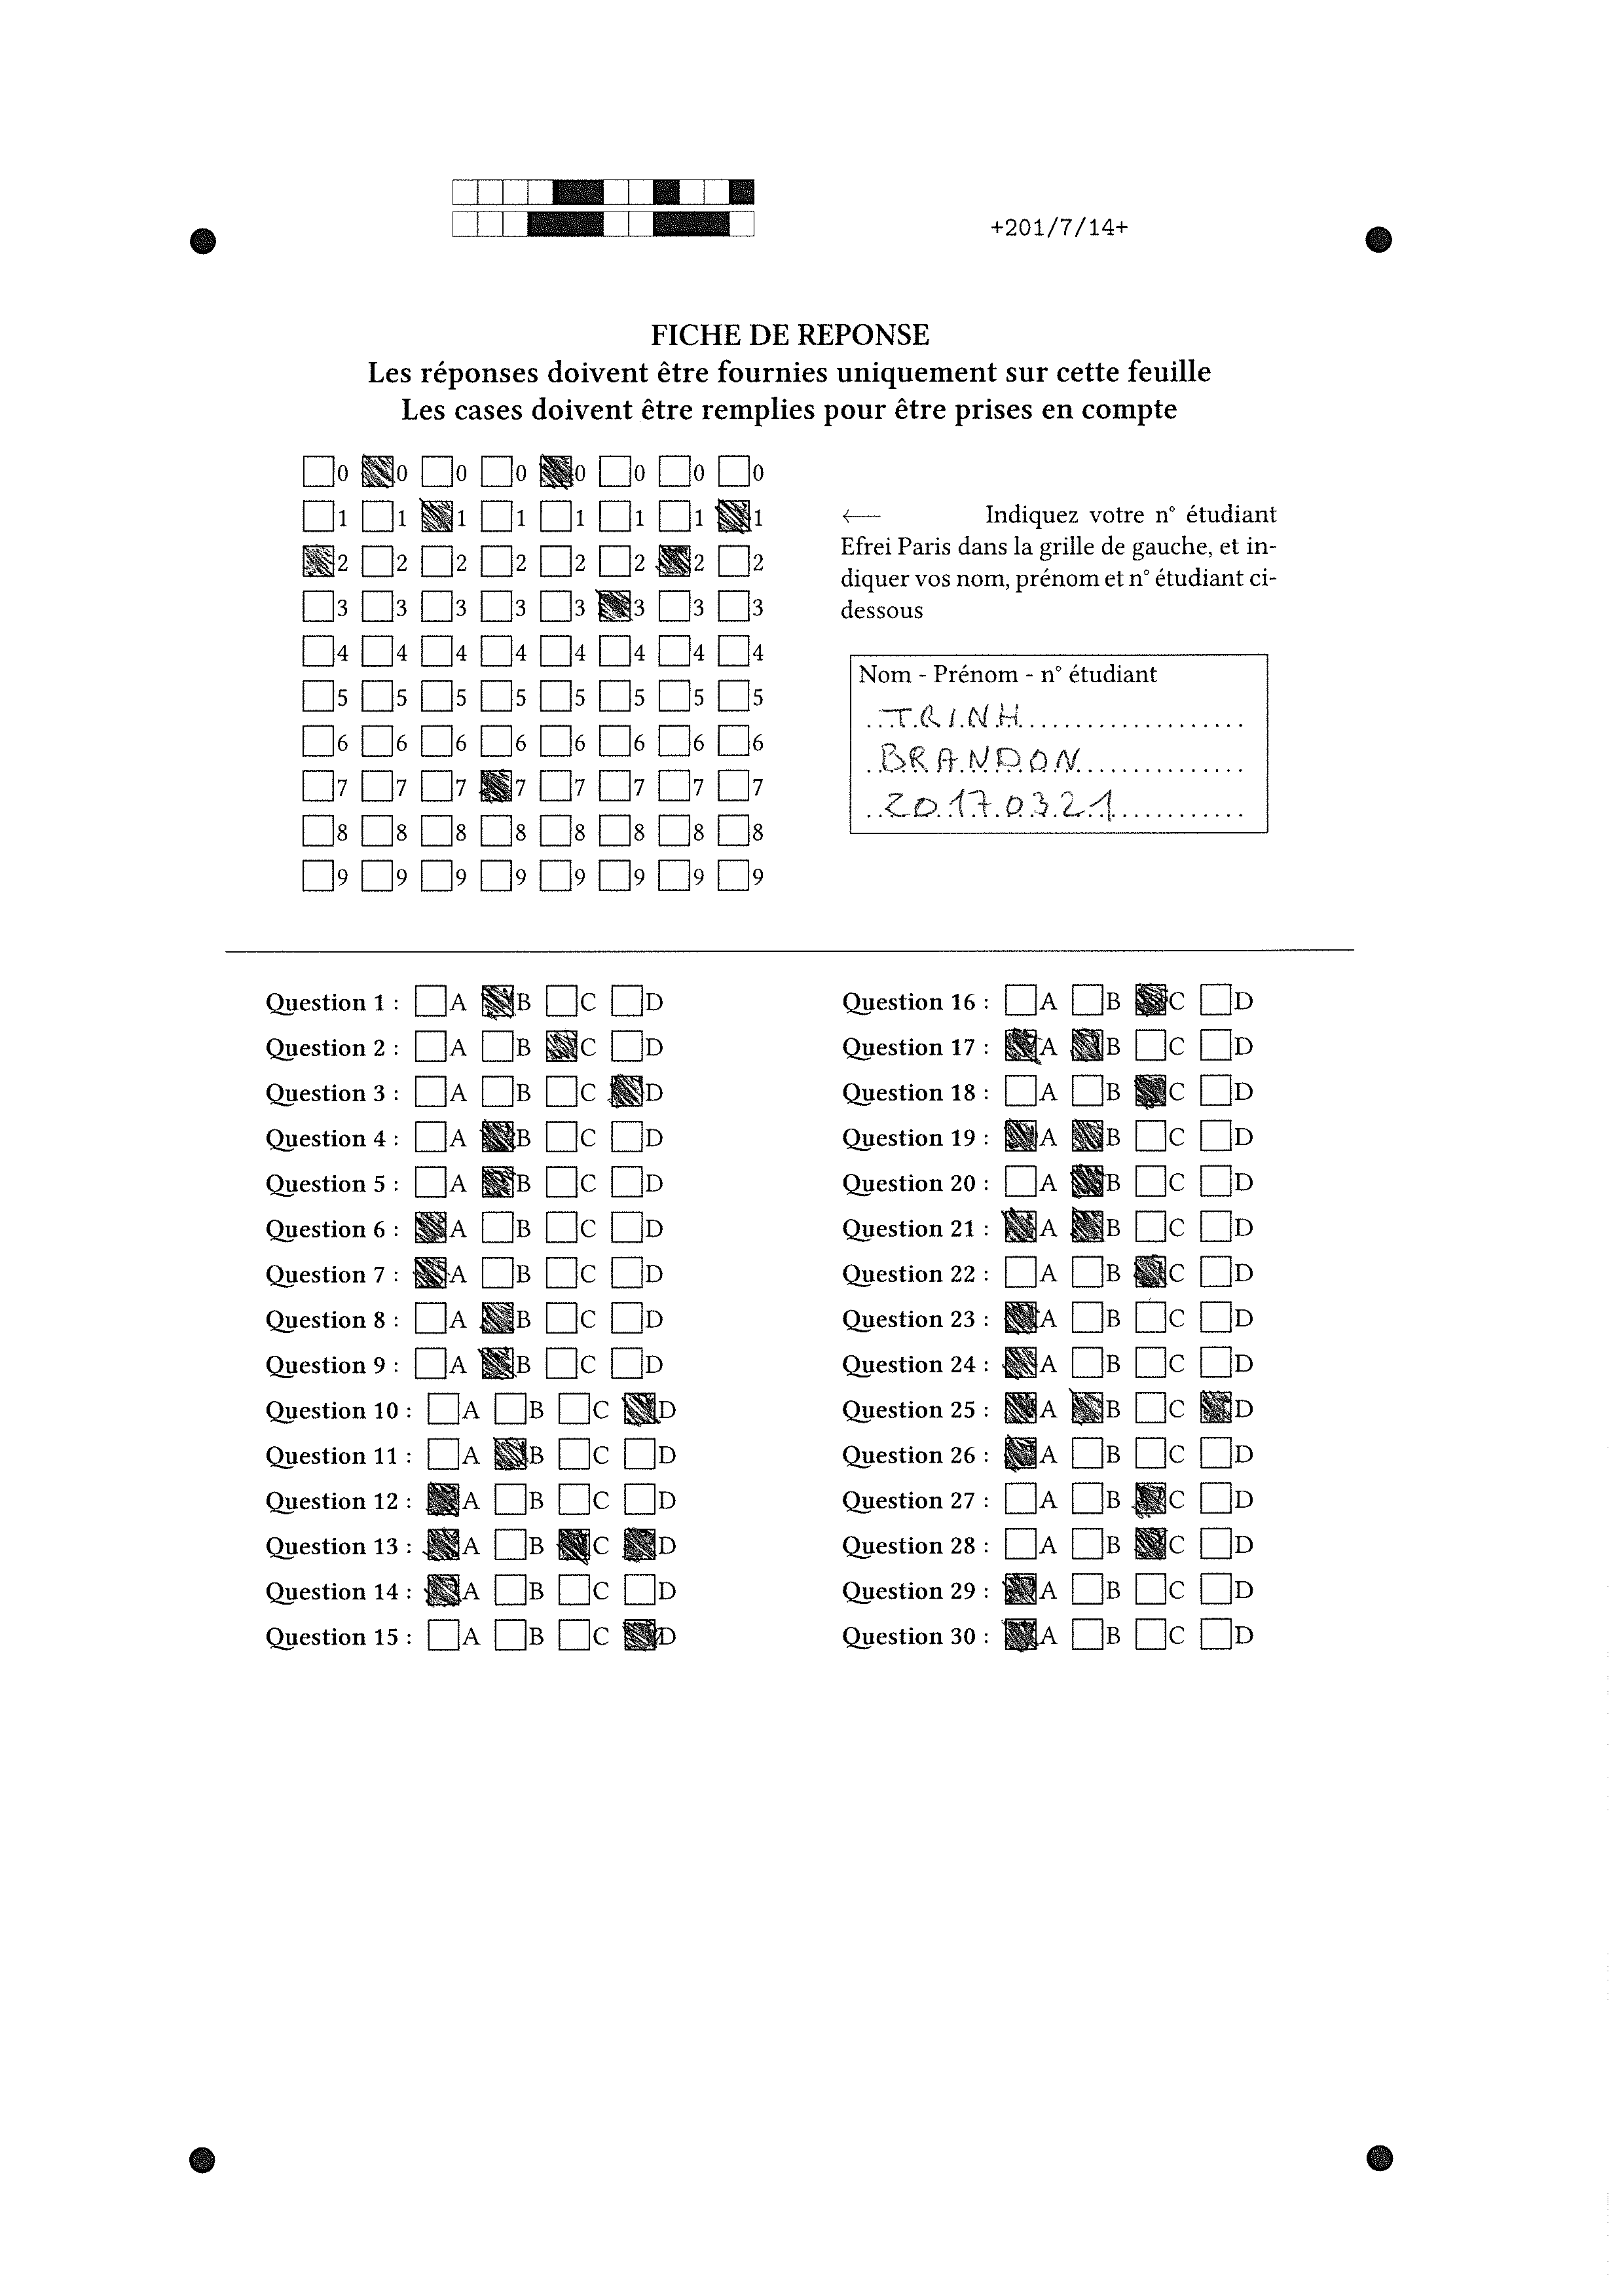 +201/7/14+
FICHE DE REPONSE
Les réponses doivent être fournies uniquement sur cette feuille
Les cases doivent être remplies pour être prises en compte
0 0 0 0 0 0 0 0
1 1 1 1 1 1 1 1
2 2 2 2 2 2 2 2
3 3 3 3 3 3 3 3
4 4 4 4 4 4 4 4
5 5 5 5 5 5 5 5
6 6 6 6 6 6 6 6
7 7 7 7 7 7 7 7
8 8 8 8 8 8 8 8
9 9 9 9 9 9 9 9
← Indiquez votre n° étudiant
Efrei Paris dans la grille de gauche, et in-
diquer vos nom, prénom et n° étudiant ci-
dessous
Nom - Prénom - n° étudiant
TRINH
BRANDON
20170321
Question 1 : A B C D
Question 2 : A B C D
Question 3 : A B C D
Question 4 : A B C D
Question 5 : A B C D
Question 6 : A B C D
Question 7 : A B C D
Question 8 : A B C D
Question 9 : A B C D
Question 10 : A B C D
Question 11 : A B C D
Question 12 : A B C D
Question 13 : A B C D
Question 14 : A B C D
Question 15 : A B C D
Question 16 : A B C D
Question 17 : A B C D
Question 18 : A B C D
Question 19 : A B C D
Question 20 : A B C D
Question 21 : A B C D
Question 22 : A B C D
Question 23 : A B C D
Question 24 : A B C D
Question 25 : A B C D
Question 26 : A B C D
Question 27 : A B C D
Question 28 : A B C D
Question 29 : A B C D
Question 30 : A B C D